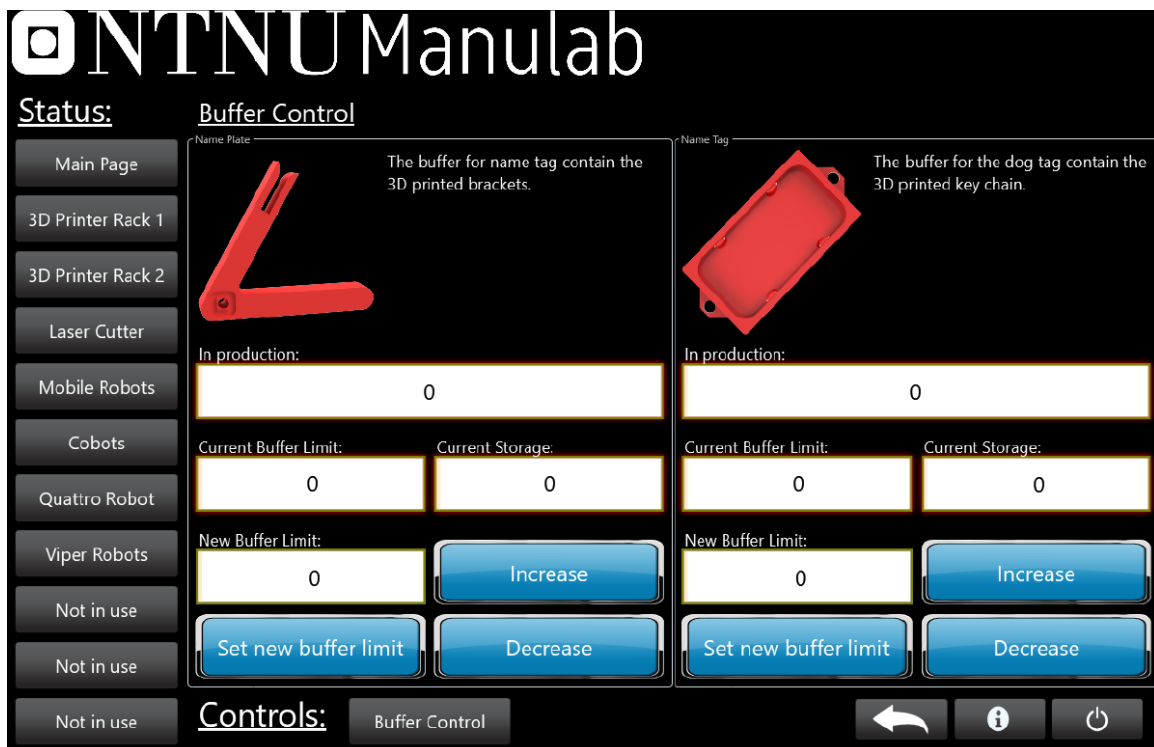 NTNU Manulab
Status:
Main Page
3D Printer Rack 1
3D Printer Rack 2
Laser Cutter
Mobile Robots
Cobots
Quattro Robot
Viper Robots
Not in use
Not in use
Not in use
Buffer Control
Name Plate
The buffer for name tag contain the
3D printed brackets.
In production:
0
Current Buffer Limit:
Current Storage:
0
0
New Buffer Limit:
0
Increase
Set new buffer limit
Decrease
Name Tag
The buffer for the dog tag contain the
3D printed key chain.
In production:
0
Current Buffer Limit:
Current Storage:
0
0
New Buffer Limit:
0
Increase
Set new buffer limit
Decrease
Controls:
Buffer Control